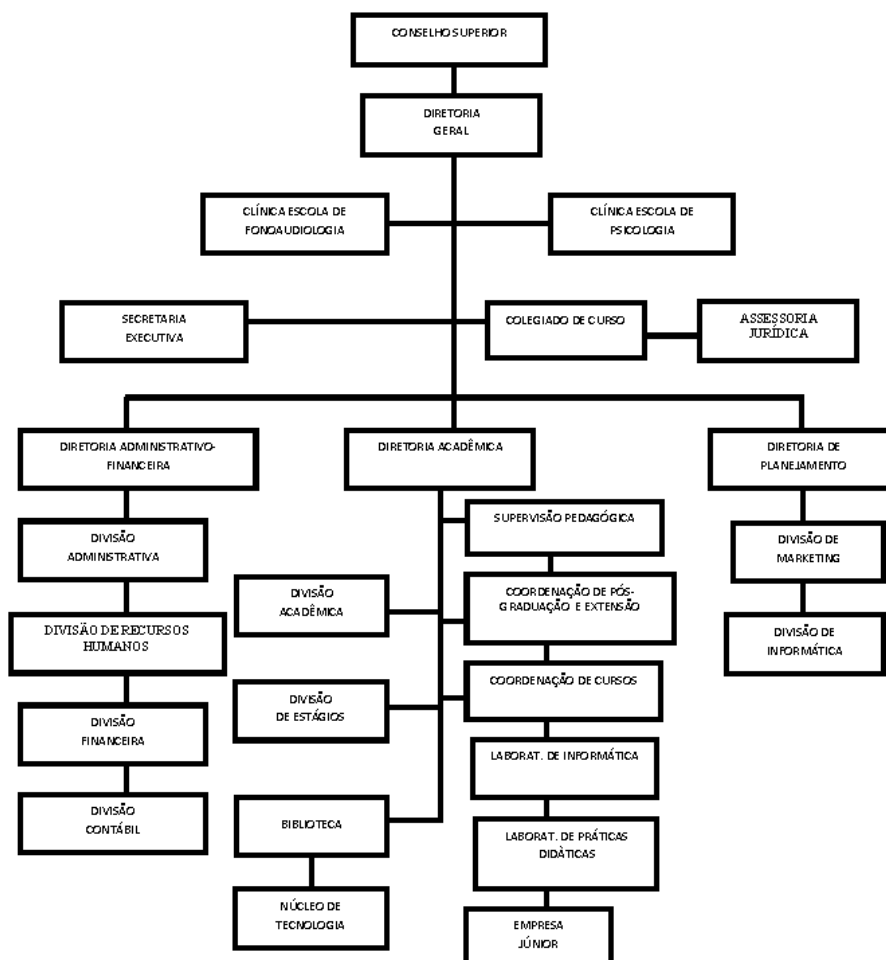 CONSELHO SUPERIOR
DIRETORIA
GERAL
CLÍNICA ESCOLA DE
FONOAUDIOLOGIA
CLÍNICA ESCOLA DE
PSICOLOGIA
SECRETARIA
EXECUTIVA
COLEGIADO DE CURSO
ASSESSORIA
JURÍDICA
DIRETORIA ADMINISTRATIVO-
FINANCEIRA
DIRETORIA ACADÊMICA
DIRETORIA DE
PLANEJAMENTO
DIVISÃO
ADMINISTRATIVA
DIVISÃO DE RECURSOS
HUMANOS
DIVISÃO
FINANCEIRA
DIVISÃO
CONTÁBIL
DIVISÃO
ACADÊMICA
DIVISÃO
DE ESTÁGIOS
BIBLIOTECA
NÚCLEO DE
TECNOLOGIA
SUPERVISÃO PEDAGÓGICA
COORDENAÇÃO DE PÓS-
GRADUAÇÃO E EXTENSÃO
COORDENAÇÃO DE CURSOS
LABORAT. DE INFORMÁTICA
LABORAT. DE PRÁTICAS
DIDÀTICAS
EMPRESA
JÚNIOR
DIVISÃO DE
MARKETING
DIVISÃO DE
INFORMÁTICA